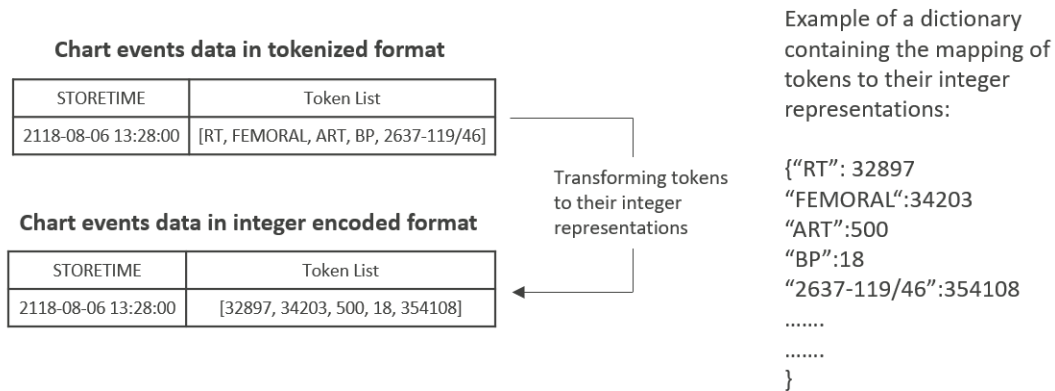 Chart events data in tokenized format
STORETIME Token List
2118-08-06 13:28:00 [RT, FEMORAL, ART, BP, 2637-119/46]
Transforming tokens
to their integer
representations
Chart events data in integer encoded format
STORETIME Token List
2118-08-06 13:28:00 [32897, 34203, 500, 18, 354108]
Example of a dictionary
containing the mapping of
tokens to their integer
representations:
{“RT”: 32897
“FEMORAL“:34203
“ART”:500
“BP”:18
“2637-119/46”:354108
.......
.......
}